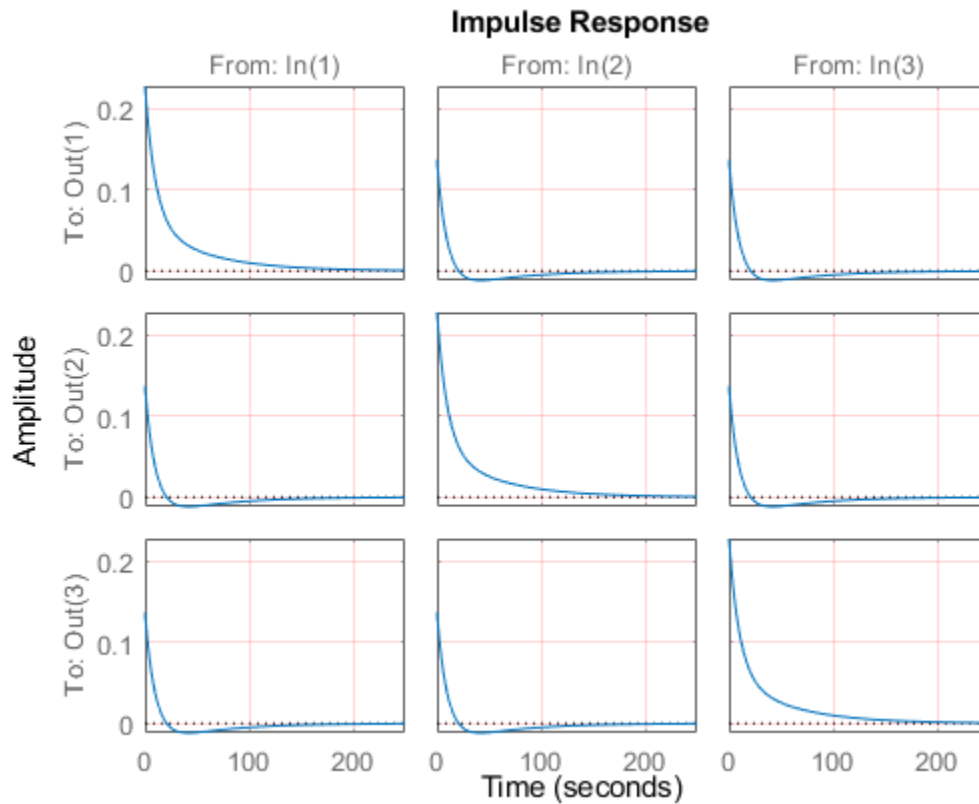 Impulse Response
From: In(1)
From: In(2)
From: In(3)
Amplitude
To: Out(1)
0.2
0.1
0
To: Out(2)
0.2
0.1
0
To: Out(3)
0.2
0.1
0
0 100 200
0 100 200
0 100 200
Time (seconds)